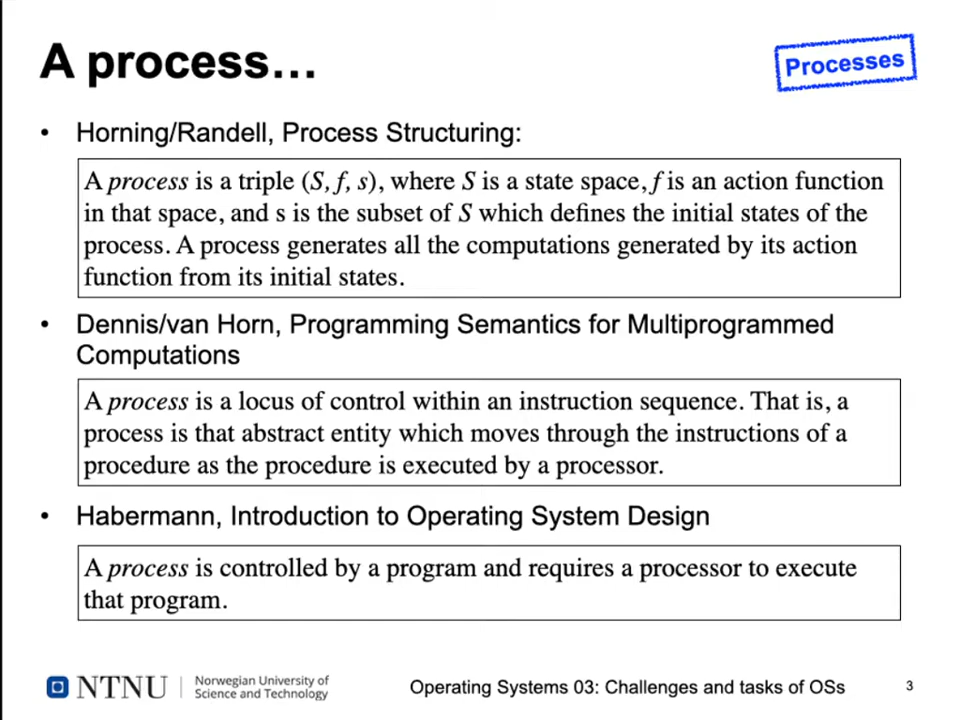 A process…
Processes
• Horning/Randell, Process Structuring:
A process is a triple (S, f, s), where S is a state space, f is an action function
in that space, and s is the subset of S which defines the initial states of the
process. A process generates all the computations generated by its action
function from its initial states.
• Dennis/van Horn, Programming Semantics for Multiprogrammed
Computations
A process is a locus of control within an instruction sequence. That is, a
process is that abstract entity which moves through the instructions of a
procedure as the procedure is executed by a processor.
• Habermann, Introduction to Operating System Design
A process is controlled by a program and requires a processor to execute
that program.
NTNU
Norwegian University of
Science and Technology
Operating Systems 03: Challenges and tasks of OSs
3